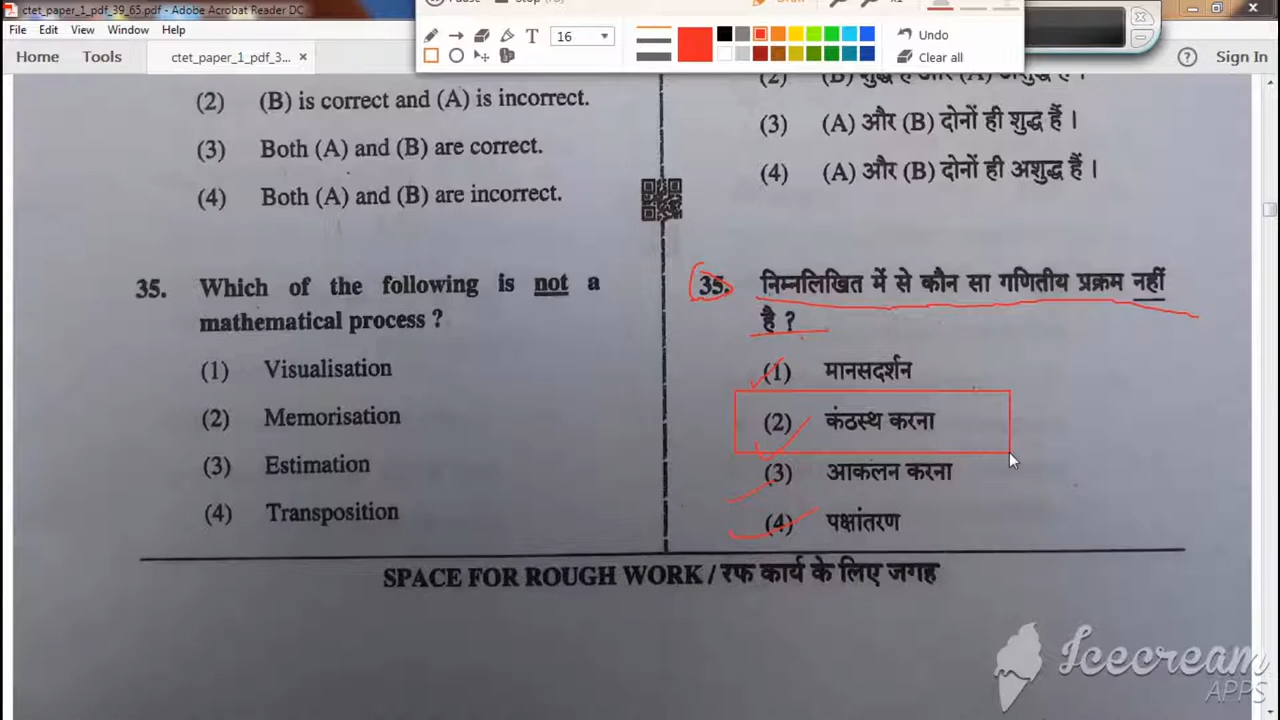 ctet_paper_1_pdf_39_65.pdf - Adobe Acrobat Reader DC
File Edit View Window Help
Home Tools ctet_paper_1_pdf_3... × Sign In
T 16
Undo
Clear all
(2) (B) is correct and (A) is incorrect.
(3) Both (A) and (B) are correct.
(4) Both (A) and (B) are incorrect.
35. Which of the following is not a
mathematical process ?
(1) Visualisation
(2) Memorisation
(3) Estimation
(4) Transposition
(2) (B) शुद्ध है और (A) अशुद्ध है ।
(3) (A) और (B) दोनों ही शुद्ध हैं ।
(4) (A) और (B) दोनों ही अशुद्ध हैं ।
35. निम्नलिखित में से कौन सा गणितीय प्रक्रम नहीं
है ?
(1) मानसदर्शन
(2) कंठस्थ करना
(3) आकलन करना
(4) पक्षांतरण
SPACE FOR ROUGH WORK / रफ कार्य के लिए जगह
Icecream
APPS